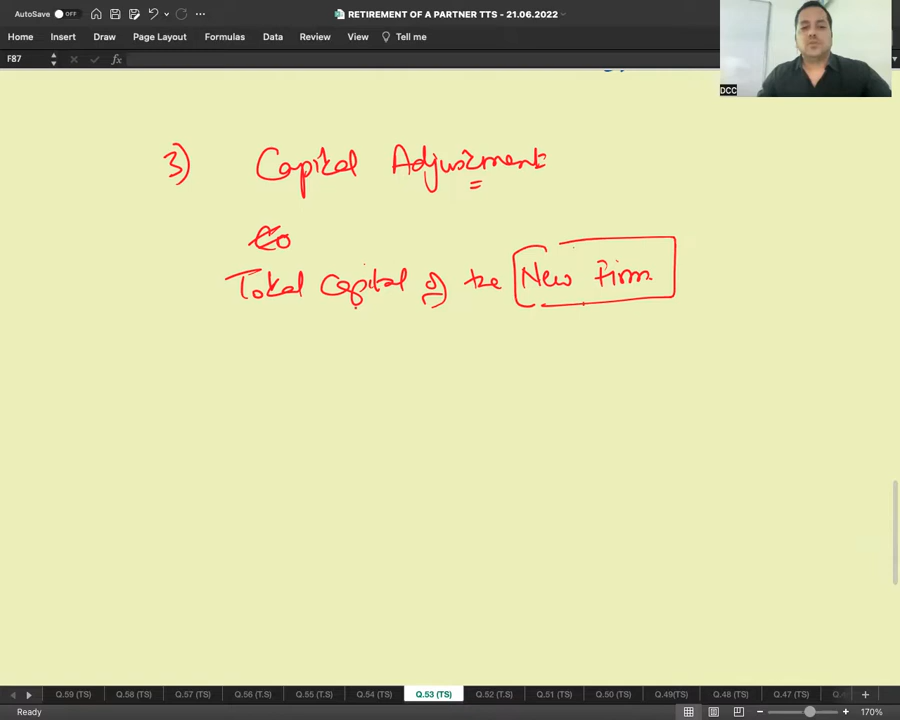 AutoSave OFF RETIREMENT OF A PARTNER TTS - 21.06.2022
Home Insert Draw Page Layout Formulas Data Review View Tell me
F87 fx
DCC
3) Capital Adjustment
Total Capital of the New Firm
Q.59 (TS) Q.58 (TS) Q.57 (TS) Q.56 (T.S) Q.55 (T.S) Q.54 (TS) Q.53 (TS) Q.52 (T.S) Q.51 (TS) Q.50 (TS) Q.49(TS) Q.48 (TS) Q.47 (TS)
Ready 170%